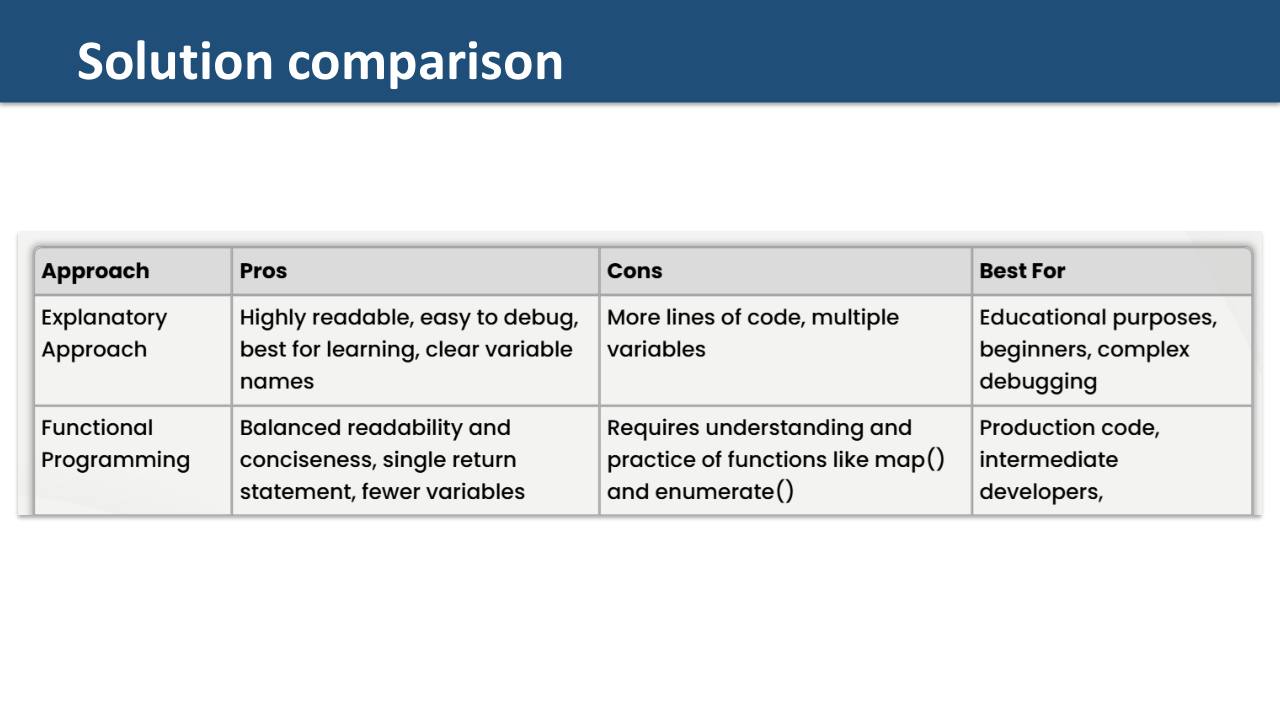 Solution comparison
Approach
Pros
Cons
Best For
Explanatory
Approach
Highly readable, easy to debug,
best for learning, clear variable
names
More lines of code, multiple
variables
Educational purposes,
beginners, complex
debugging
Functional
Programming
Balanced readability and
conciseness, single return
statement, fewer variables
Requires understanding and
practice of functions like map()
and enumerate()
Production code,
intermediate
developers,